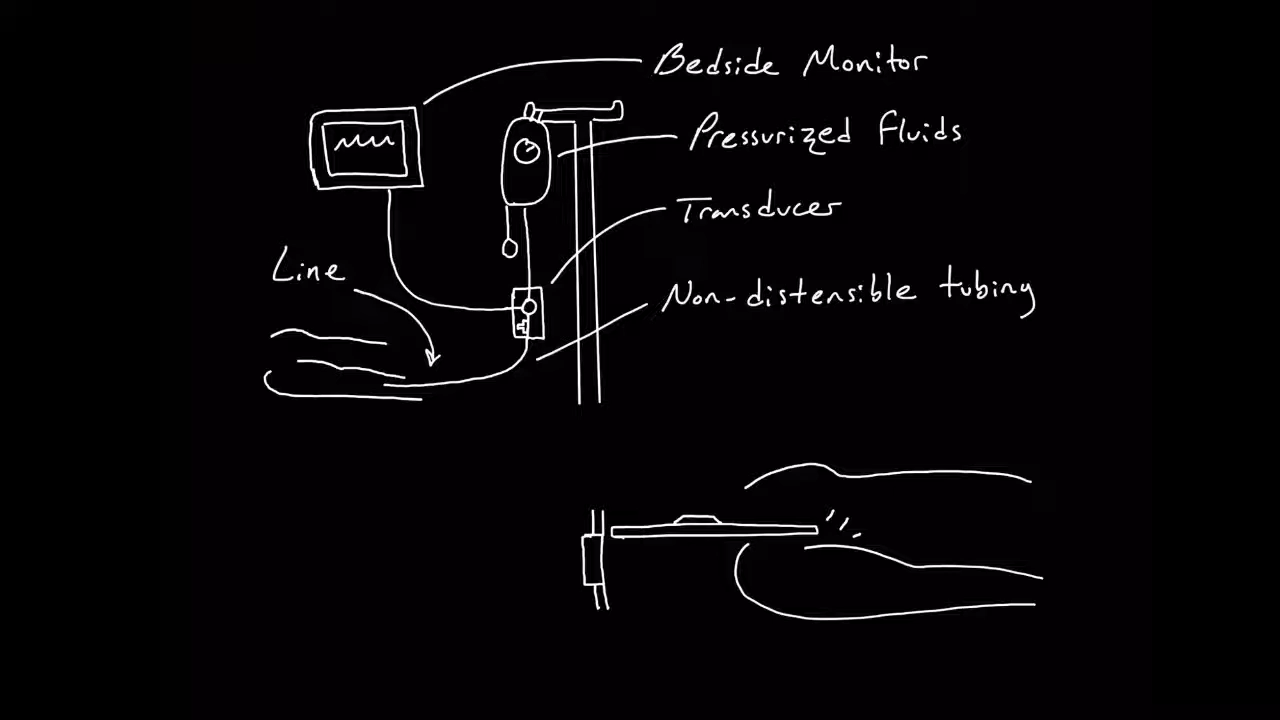 Bedside Monitor
Pressurized Fluids
Transducer
Line
Non-distensible tubing